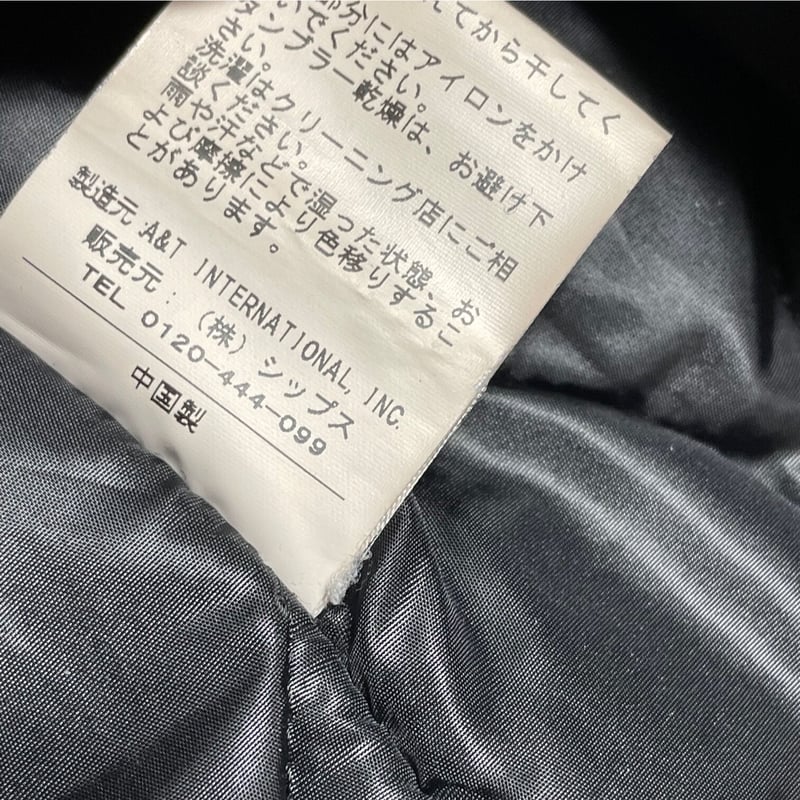 してから干してく
部分にはアイロンをかけ
いでください。
タンブラー乾燥は、お避け下
さい。
洗濯はクリーニング店にご相
談ください。
雨や汗などで湿った状態、お
よび摩擦により色移りするこ
とがあります。
製造元:A&T INTERNATIONAL, INC.
販売元:(株)シップス
TEL 0120-444-099
中国製